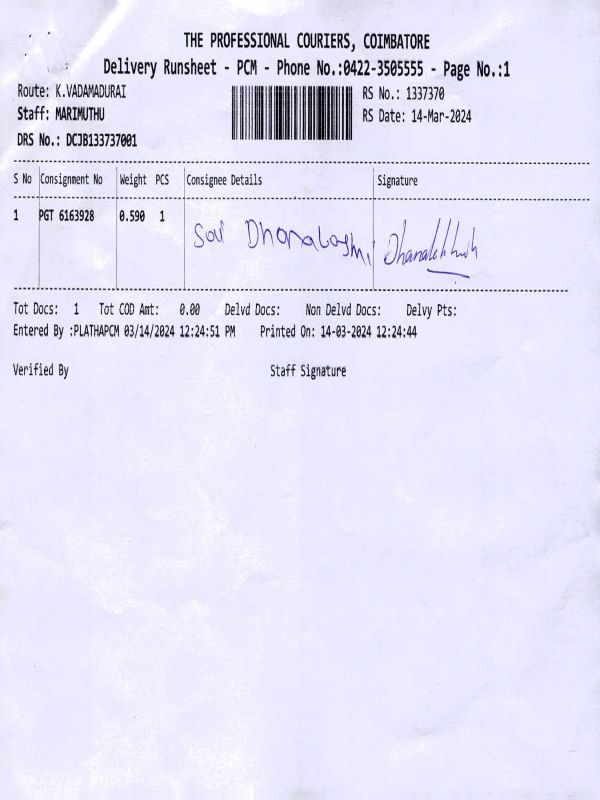 THE PROFESSIONAL COURIERS, COIMBATORE
Delivery Runsheet - PCM - Phone No.:0422-3505555 - Page No.:1
Route: K.VADAMADURAI
RS No.: 1337370
Staff: MARIMUTHU
RS Date: 14-Mar-2024
DRS No.: DCJB133737001
S No Consignment No Weight PCS Consignee Details Signature
1 PGT 6163928 0.590 1 Sai Dhanalaxmi
Tot Docs: 1 Tot COD Amt: 0.00 Delvd Docs: Non Delvd Docs: Delvy Pts:
Entered By :PLATHAPCM 03/14/2024 12:24:51 PM Printed On: 14-03-2024 12:24:44
Verified By Staff Signature